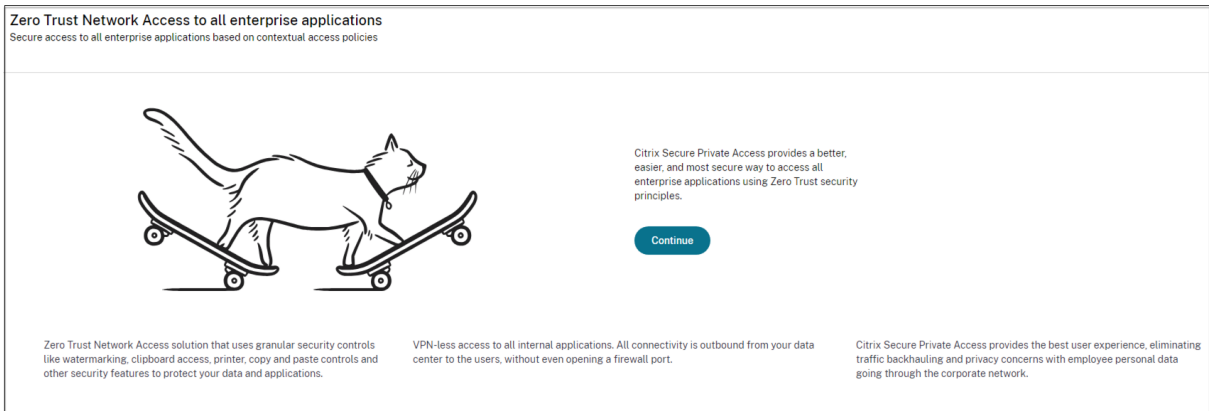 Zero Trust Network Access to all enterprise applications
Secure access to all enterprise applications based on contextual access policies
Citrix Secure Private Access provides a better,
easier, and most secure way to access all
enterprise applications using Zero Trust security
principles.
Continue
Zero Trust Network Access solution that uses granular security controls
like watermarking, clipboard access, printer, copy and paste controls and
other security features to protect your data and applications.
VPN-less access to all internal applications. All connectivity is outbound from your data
center to the users, without even opening a firewall port.
Citrix Secure Private Access provides the best user experience, eliminating
traffic backhauling and privacy concerns with employee personal data
going through the corporate network.